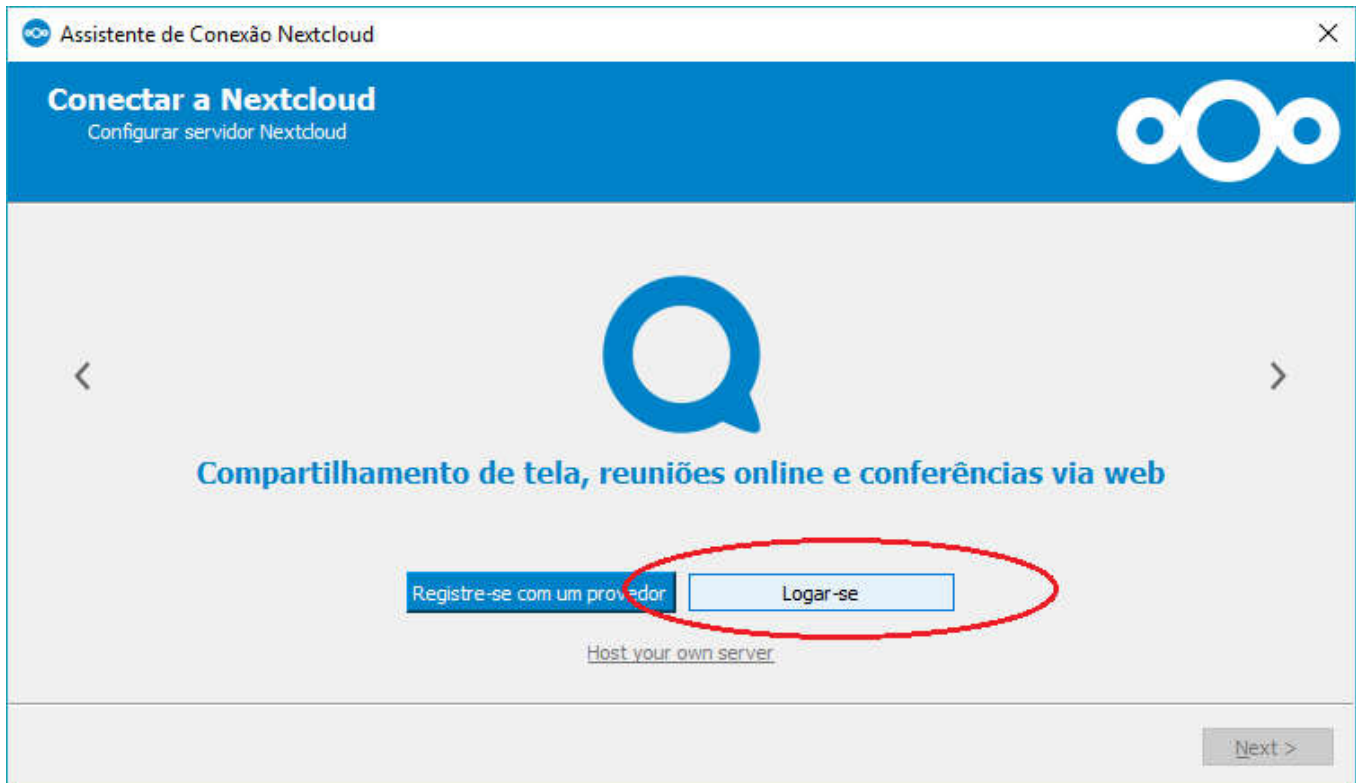 Assistente de Conexão Nextcloud
Conectar a Nextcloud
Configurar servidor Nextcloud
Compartilhamento de tela, reuniões online e conferências via web
Registre-se com um provedor
Logar-se
Host your own server
Next >